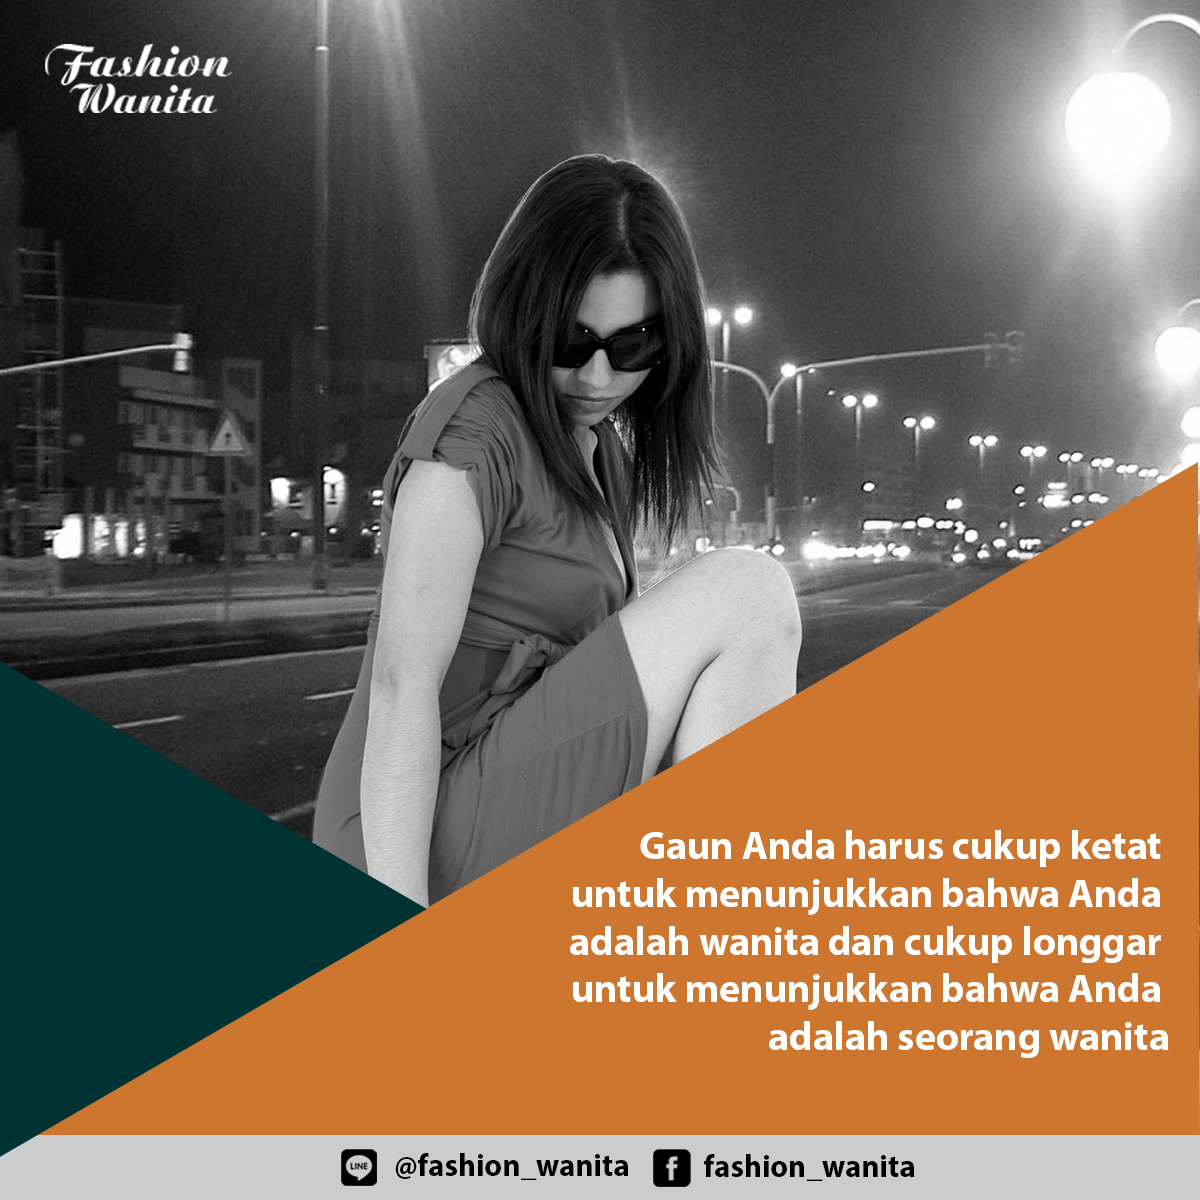 Fashion
Wanita
Gaun Anda harus cukup ketat
untuk menunjukkan bahwa Anda
adalah wanita dan cukup longgar
untuk menunjukkan bahwa Anda
adalah seorang wanita
LINE @fashion_wanita f fashion_wanita